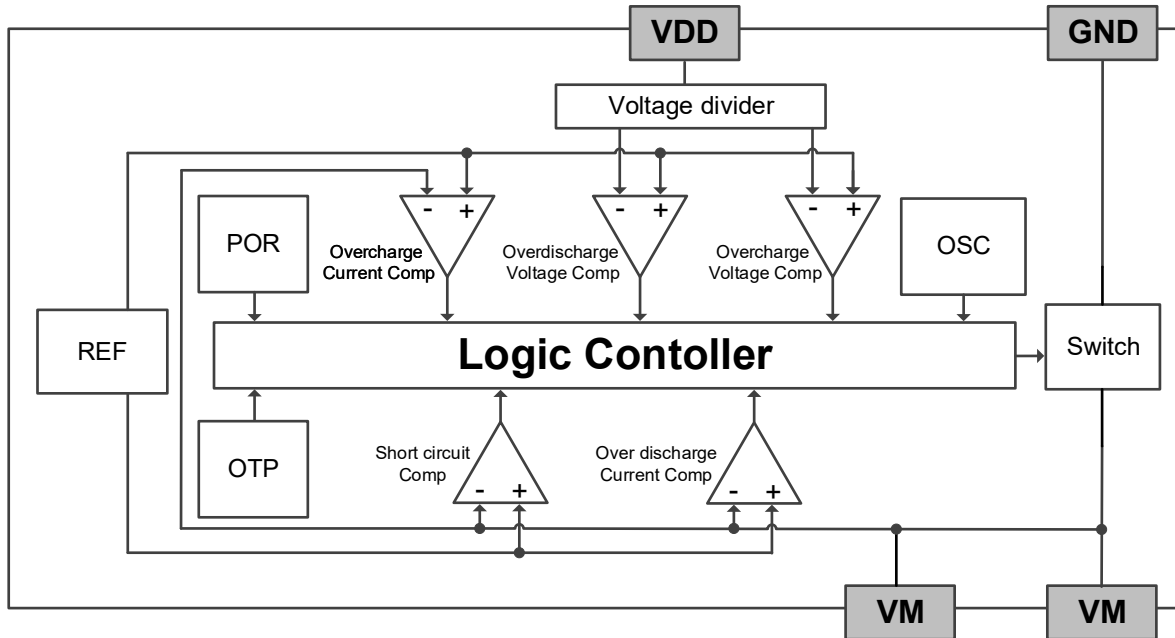 VDD
GND
Voltage divider
- +
- +
- +
POR
Overcharge
Current Comp
Overdischarge
Voltage Comp
Overcharge
Voltage Comp
OSC
REF
Logic Contoller
Switch
OTP
Short circuit
Comp
Over discharge
Current Comp
- +
- +
VM
VM